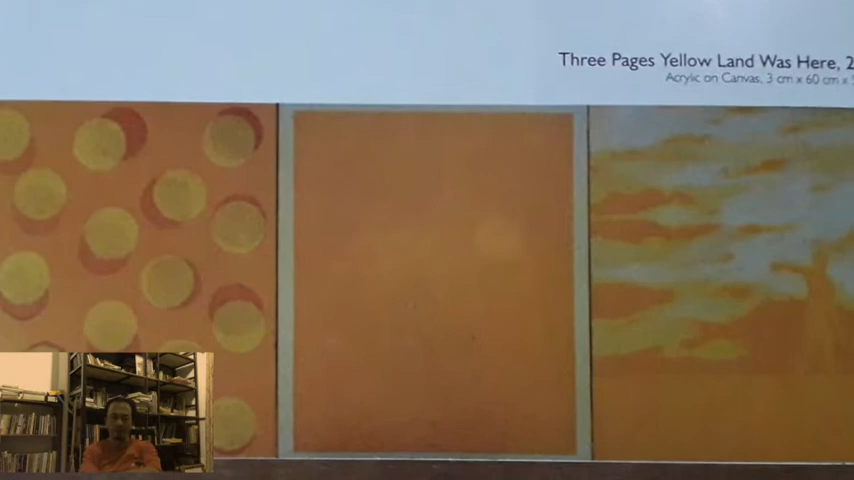 Three Pages Yellow Land Was Here, 2
Acrylic on Canvas, 3 cm x 60 cm x